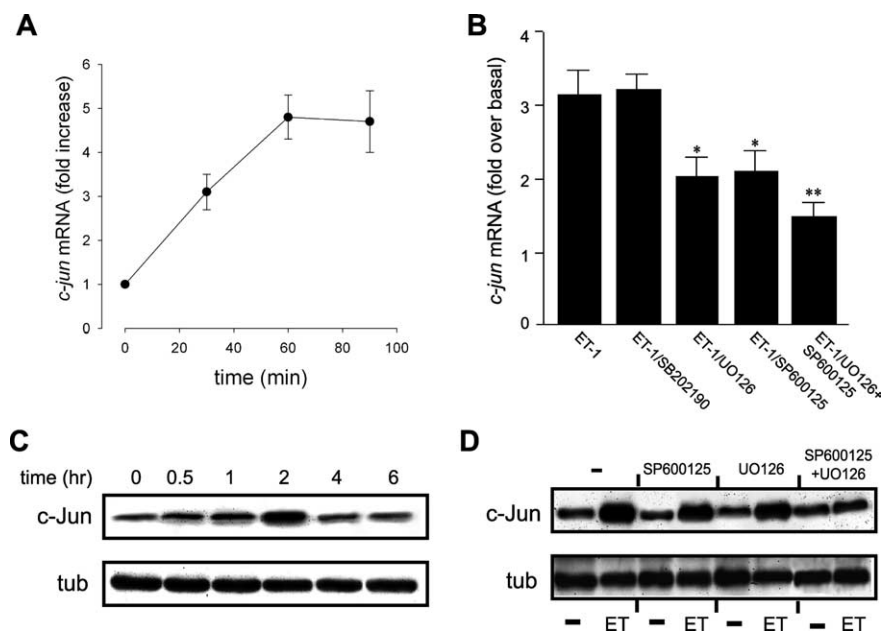 A
c-jun mRNA (fold increase)
6
5
4
3
2
1
0
0 20 40 60 80 100
time (min)
B
c-jun mRNA (fold over basal)
4
3
2
1
0
* * **
ET-1
ET-1/SB202190
ET-1/UO126
ET-1/SP600125
ET-1/UO126+
SP600125
C
time (hr) 0 0.5 1 2 4 6
c-Jun
tub
D
- SP600125 UO126 SP600125
+UO126
c-Jun
tub
- ET - ET - ET - ET